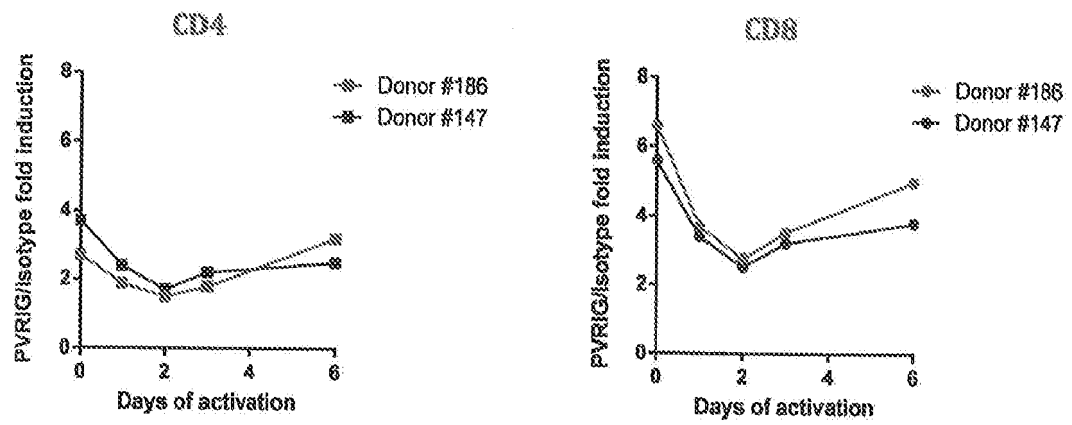 CD4
PVRIG/Isotype fold induction
8
6
4
2
0
0 2 4 6
Days of activation
Donor #186
Donor #147
CD8
PVRIG/Isotype fold induction
8
6
4
2
0
0 2 4 6
Days of activation
Donor #186
Donor #147